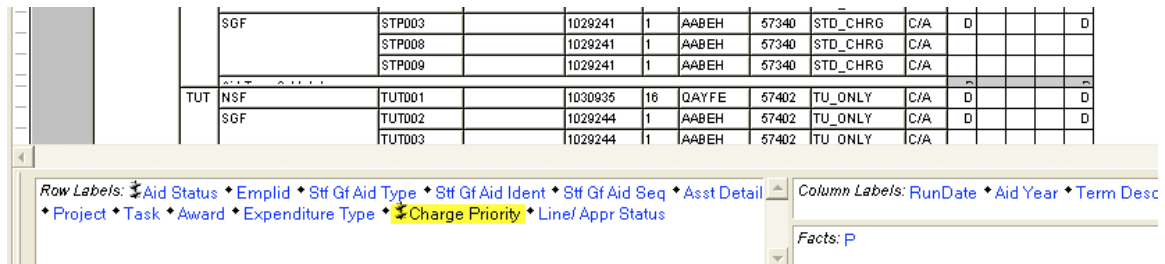 SGF STP003 1029241 1 AABEH 57340 STD_CHRG C/A D D
STP008 1029241 1 AABEH 57340 STD_CHRG C/A
STP009 1029241 1 AABEH 57340 STD_CHRG C/A
TUT NSF TUT001 1030935 16 QAYFE 57402 TU_ONLY C/A D D
SGF TUT002 1029244 1 AABEH 57402 TU_ONLY C/A D D
TUT003 1029244 1 AABEH 57402 TU_ONLY C/A
Row Labels: Aid Status Emplid Stf Gf Aid Type Stf Gf Aid Ident Stf Gf Aid Seq Asst Detail
Project Task Award Expenditure Type Charge Priority Line/ Appr Status
Column Labels: RunDate Aid Year Term Desc
Facts: P